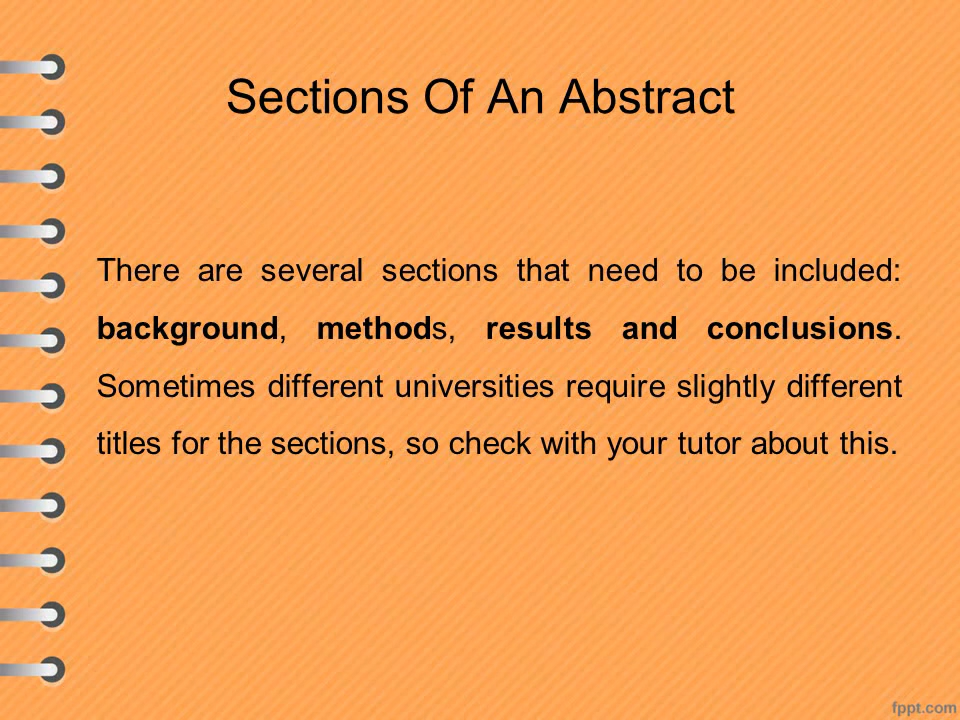 Sections Of An Abstract
There are several sections that need to be included:
background, methods, results and conclusions.
Sometimes different universities require slightly different
titles for the sections, so check with your tutor about this.
fppt.com